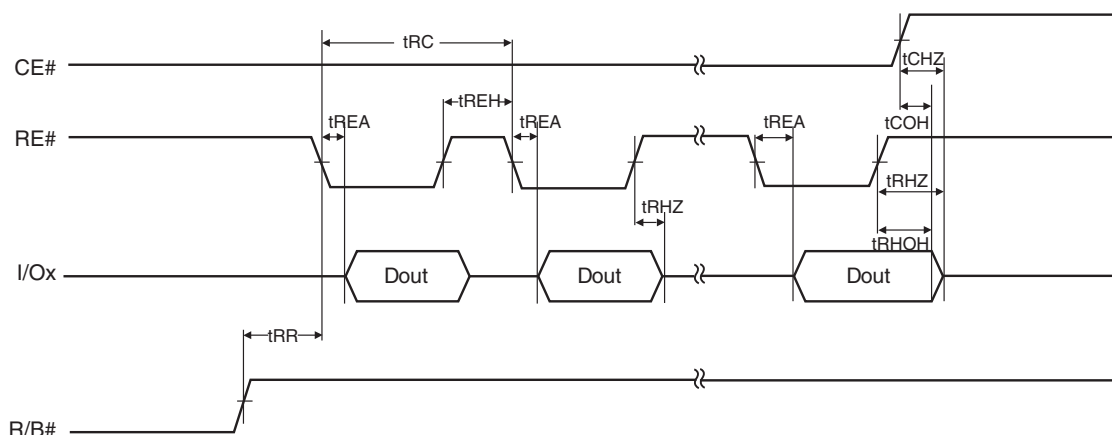 tRC
tCHZ
CE#
tREH
tREA
tREA
tREA
tCOH
RE#
tRHZ
tRHZ
tRHOH
I/Ox
Dout
Dout
Dout
tRR
R/B#